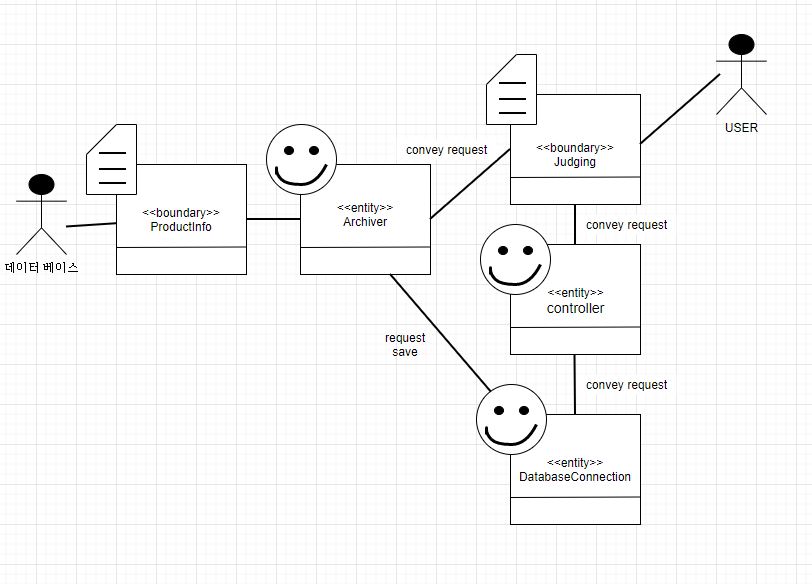 USER
<<boundary>>
Judging
convey request
convey request
<<boundary>>
ProductInfo
<<entity>>
Archiver
데이터 베이스
<<entity>>
controller
request
save
convey request
<<entity>>
DatabaseConnection